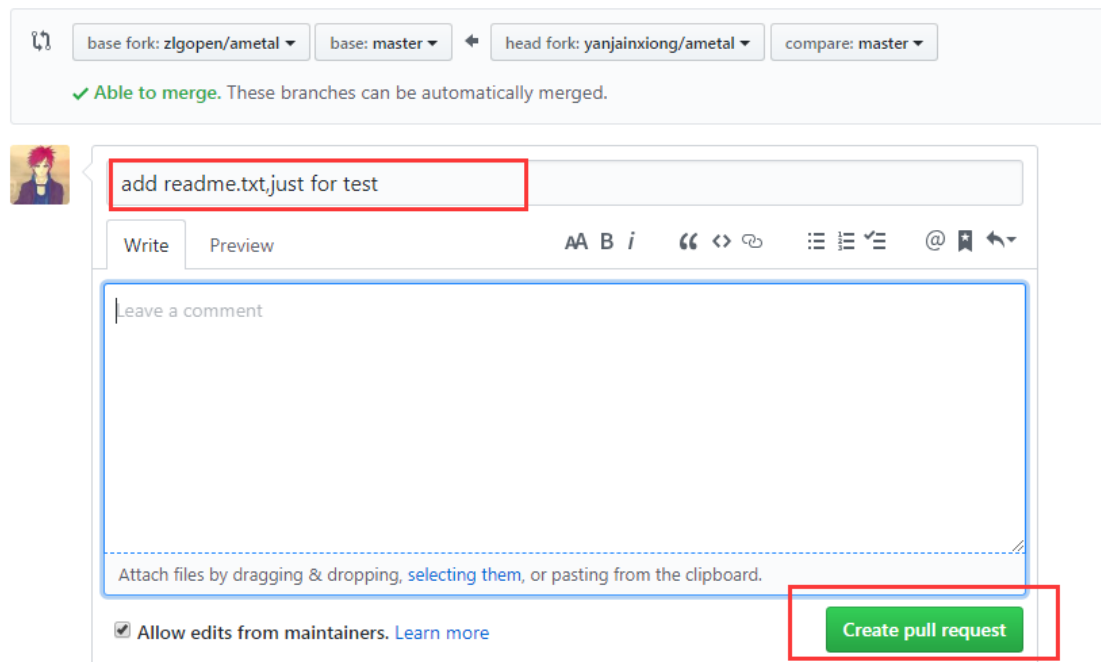 base fork: zlgopen/ametal base: master head fork: yanjainxiong/ametal compare: master
Able to merge. These branches can be automatically merged.
add readme.txt,just for test
Write Preview AA B i @
Leave a comment
Attach files by dragging & dropping, selecting them, or pasting from the clipboard.
Allow edits from maintainers. Learn more
Create pull request